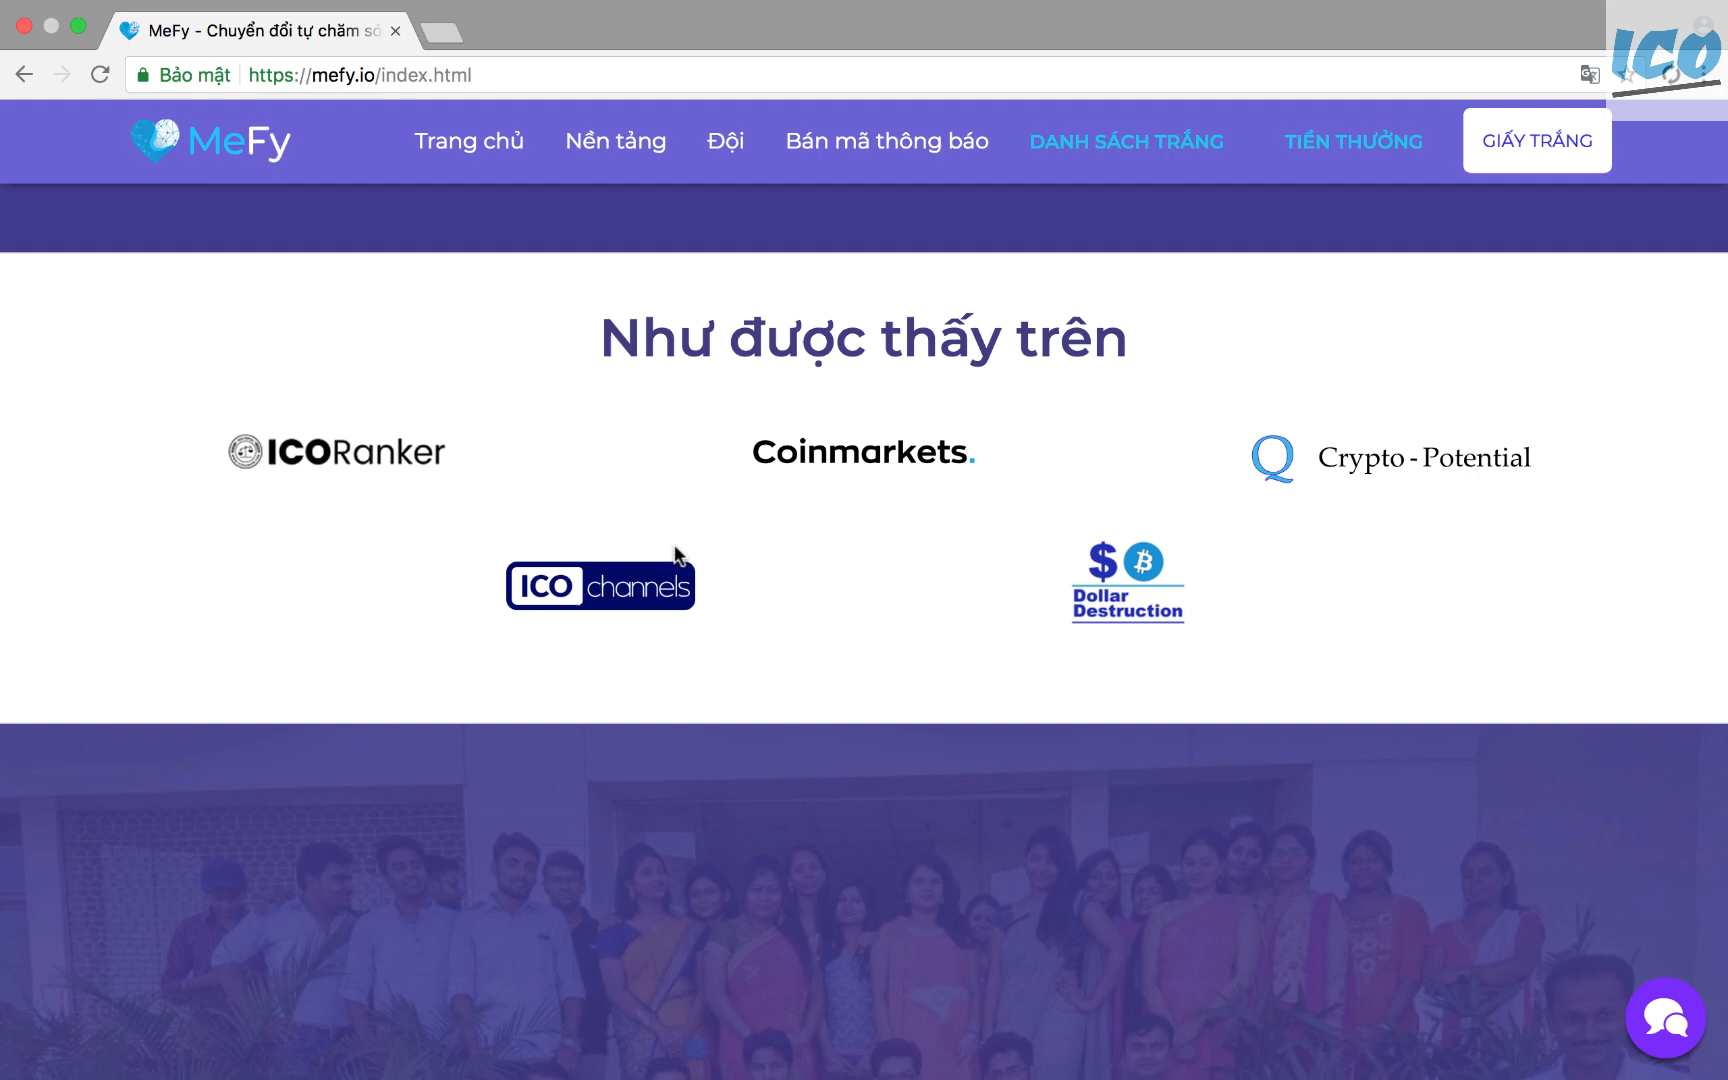 MeFy - Chuyển đổi tự chăm só
ICO
Bảo mật https://mefy.io/index.html
MeFy Trang chủ Nền tảng Đội Bán mã thông báo DANH SÁCH TRẮNG TIỀN THƯỞNG GIẤY TRẮNG
Như được thấy trên
ICORanker Coinmarkets. Crypto-Potential
ICO channels
Dollar
Destruction